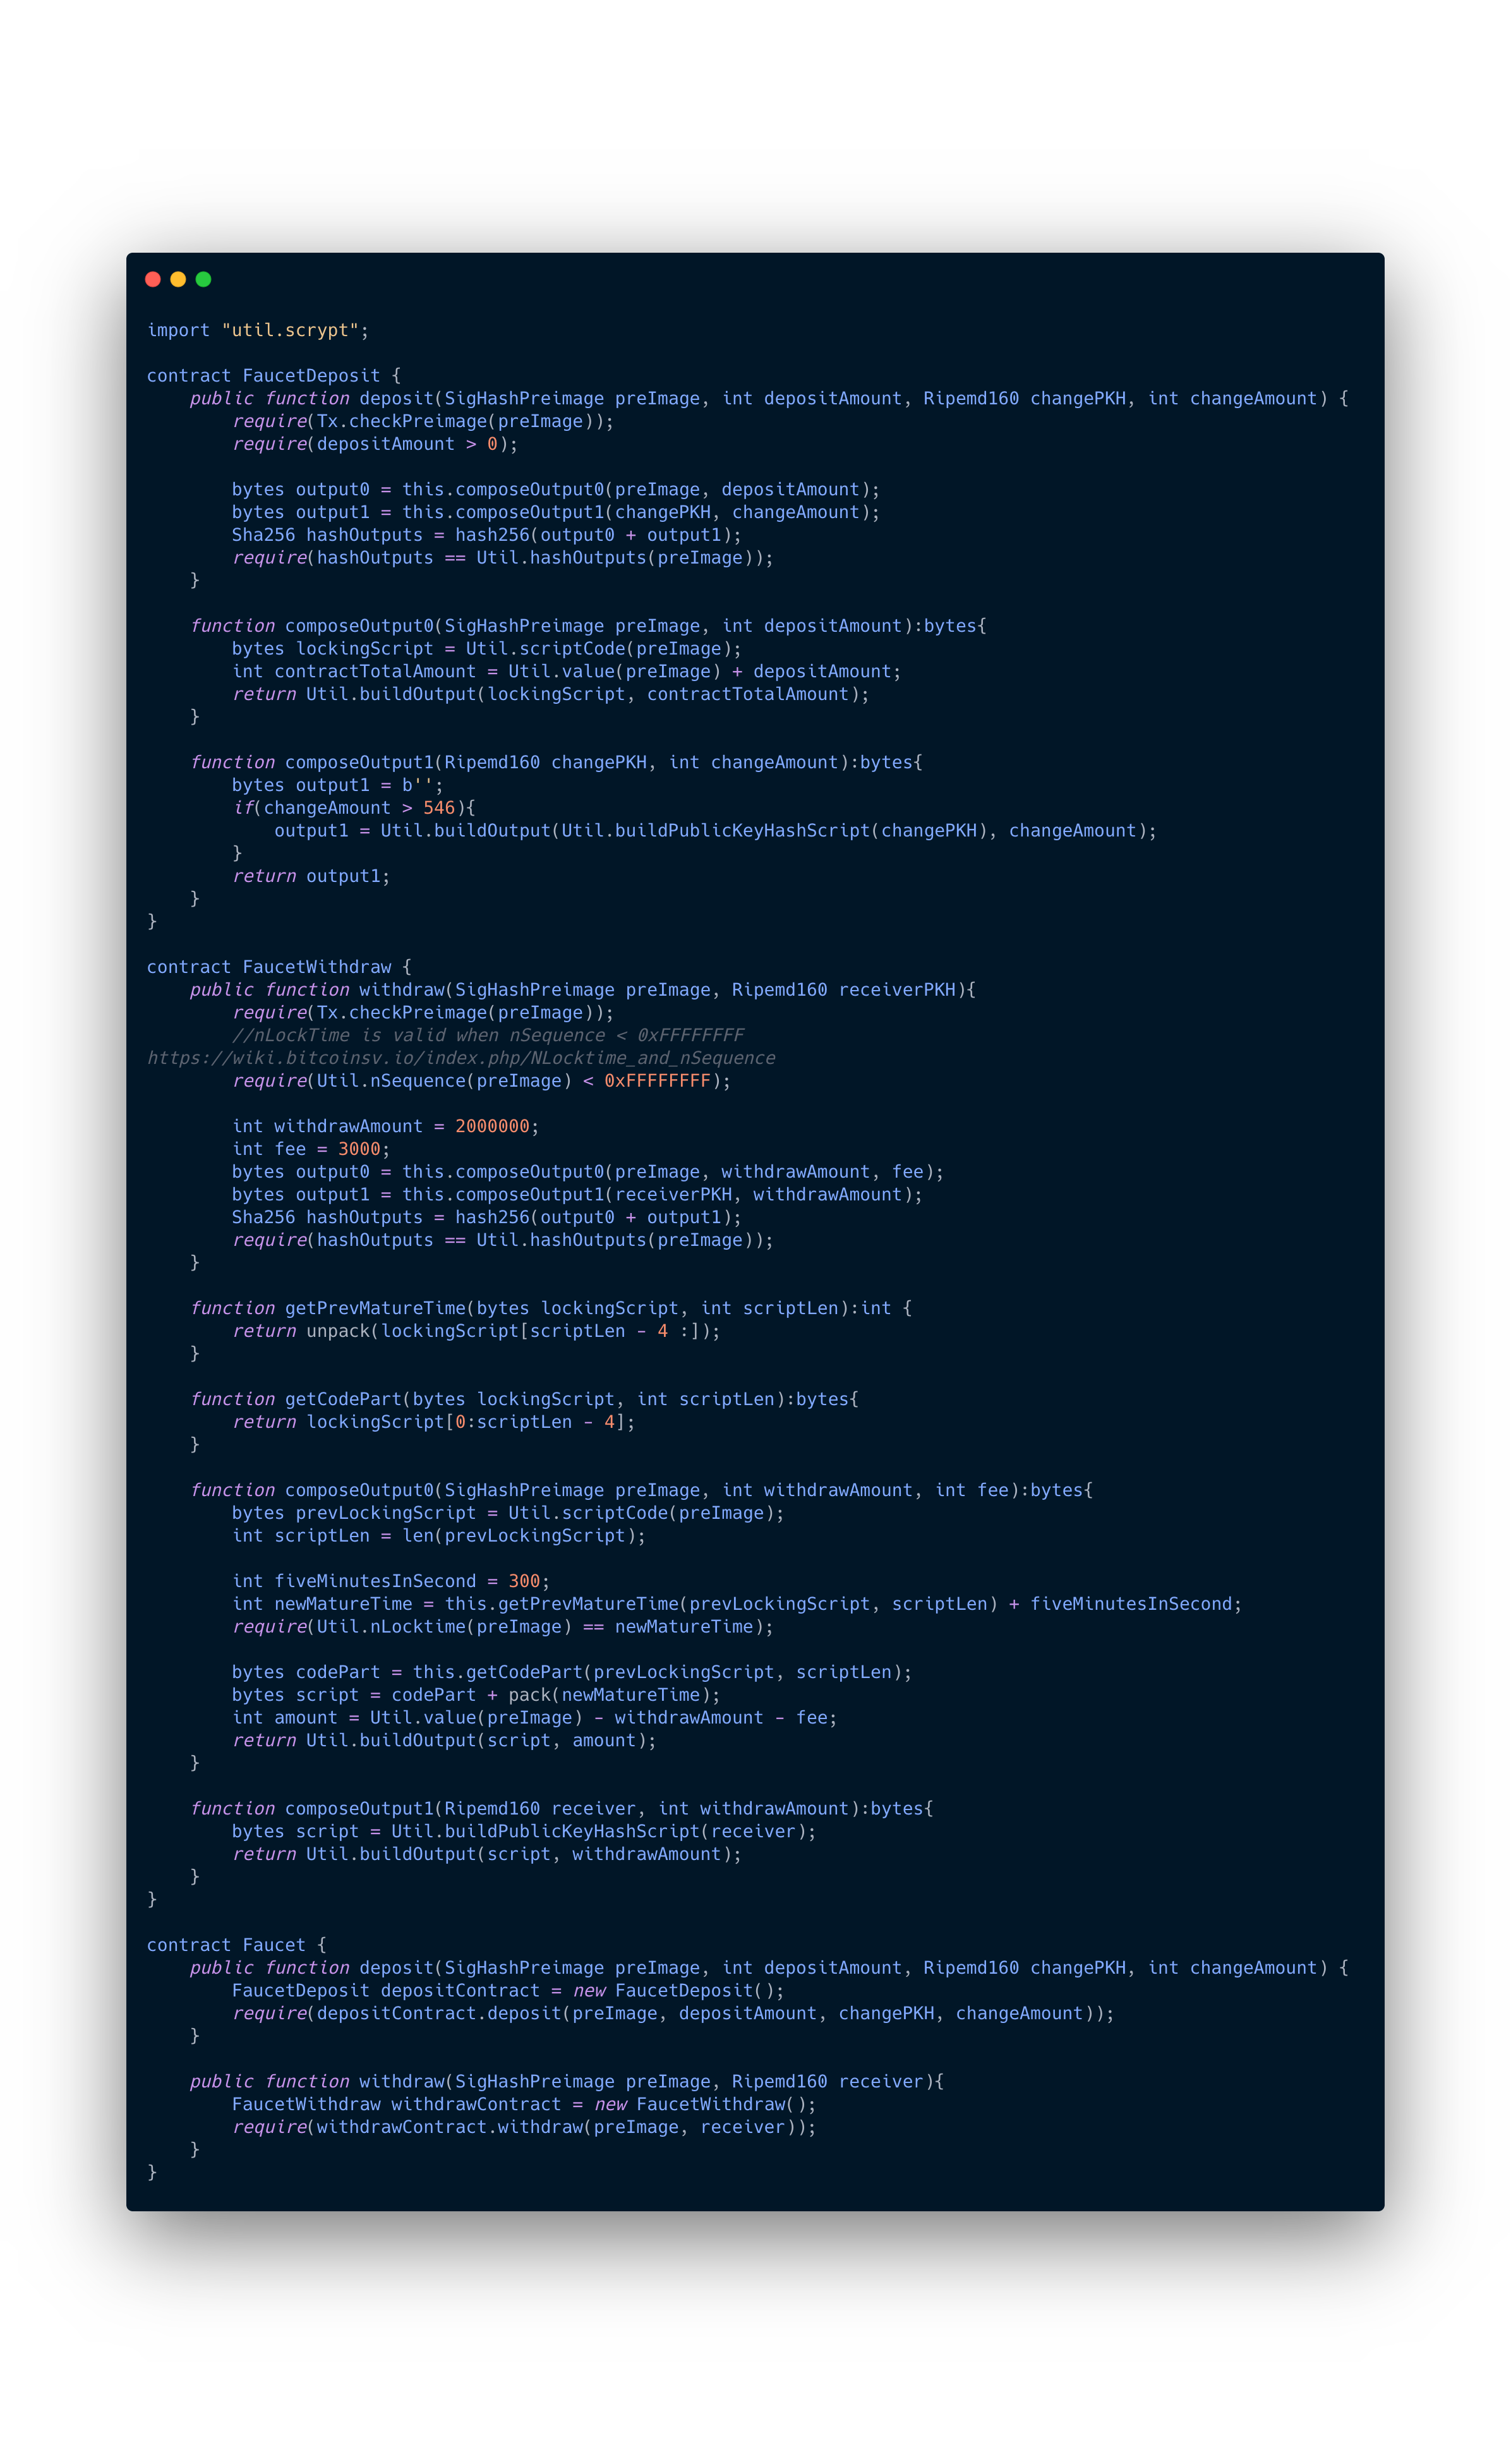 import "util.scrypt";

contract FaucetDeposit {
    public function deposit(SigHashPreimage preImage, int depositAmount, Ripemd160 changePKH, int changeAmount) {
        require(Tx.checkPreimage(preImage));
        require(depositAmount > 0);

        bytes output0 = this.composeOutput0(preImage, depositAmount);
        bytes output1 = this.composeOutput1(changePKH, changeAmount);
        Sha256 hashOutputs = hash256(output0 + output1);
        require(hashOutputs == Util.hashOutputs(preImage));
    }

    function composeOutput0(SigHashPreimage preImage, int depositAmount):bytes{
        bytes lockingScript = Util.scriptCode(preImage);
        int contractTotalAmount = Util.value(preImage) + depositAmount;
        return Util.buildOutput(lockingScript, contractTotalAmount);
    }

    function composeOutput1(Ripemd160 changePKH, int changeAmount):bytes{
        bytes output1 = b'';
        if(changeAmount > 546){
            output1 = Util.buildOutput(Util.buildPublicKeyHashScript(changePKH), changeAmount);
        }
        return output1;
    }
}

contract FaucetWithdraw {
    public function withdraw(SigHashPreimage preImage, Ripemd160 receiverPKH){
        require(Tx.checkPreimage(preImage));
        //nLockTime is valid when nSequence < 0xFFFFFFFF
https://wiki.bitcoinsv.io/index.php/NLocktime_and_nSequence
        require(Util.nSequence(preImage) < 0xFFFFFFFF);

        int withdrawAmount = 2000000;
        int fee = 3000;
        bytes output0 = this.composeOutput0(preImage, withdrawAmount, fee);
        bytes output1 = this.composeOutput1(receiverPKH, withdrawAmount);
        Sha256 hashOutputs = hash256(output0 + output1);
        require(hashOutputs == Util.hashOutputs(preImage));
    }

    function getPrevMatureTime(bytes lockingScript, int scriptLen):int {
        return unpack(lockingScript[scriptLen - 4 :]);
    }

    function getCodePart(bytes lockingScript, int scriptLen):bytes{
        return lockingScript[0:scriptLen - 4];
    }

    function composeOutput0(SigHashPreimage preImage, int withdrawAmount, int fee):bytes{
        bytes prevLockingScript = Util.scriptCode(preImage);
        int scriptLen = len(prevLockingScript);

        int fiveMinutesInSecond = 300;
        int newMatureTime = this.getPrevMatureTime(prevLockingScript, scriptLen) + fiveMinutesInSecond;
        require(Util.nLocktime(preImage) == newMatureTime);

        bytes codePart = this.getCodePart(prevLockingScript, scriptLen);
        bytes script = codePart + pack(newMatureTime);
        int amount = Util.value(preImage) - withdrawAmount - fee;
        return Util.buildOutput(script, amount);
    }

    function composeOutput1(Ripemd160 receiver, int withdrawAmount):bytes{
        bytes script = Util.buildPublicKeyHashScript(receiver);
        return Util.buildOutput(script, withdrawAmount);
    }
}

contract Faucet {
    public function deposit(SigHashPreimage preImage, int depositAmount, Ripemd160 changePKH, int changeAmount) {
        FaucetDeposit depositContract = new FaucetDeposit();
        require(depositContract.deposit(preImage, depositAmount, changePKH, changeAmount));
    }

    public function withdraw(SigHashPreimage preImage, Ripemd160 receiver){
        FaucetWithdraw withdrawContract = new FaucetWithdraw();
        require(withdrawContract.withdraw(preImage, receiver));
    }
}